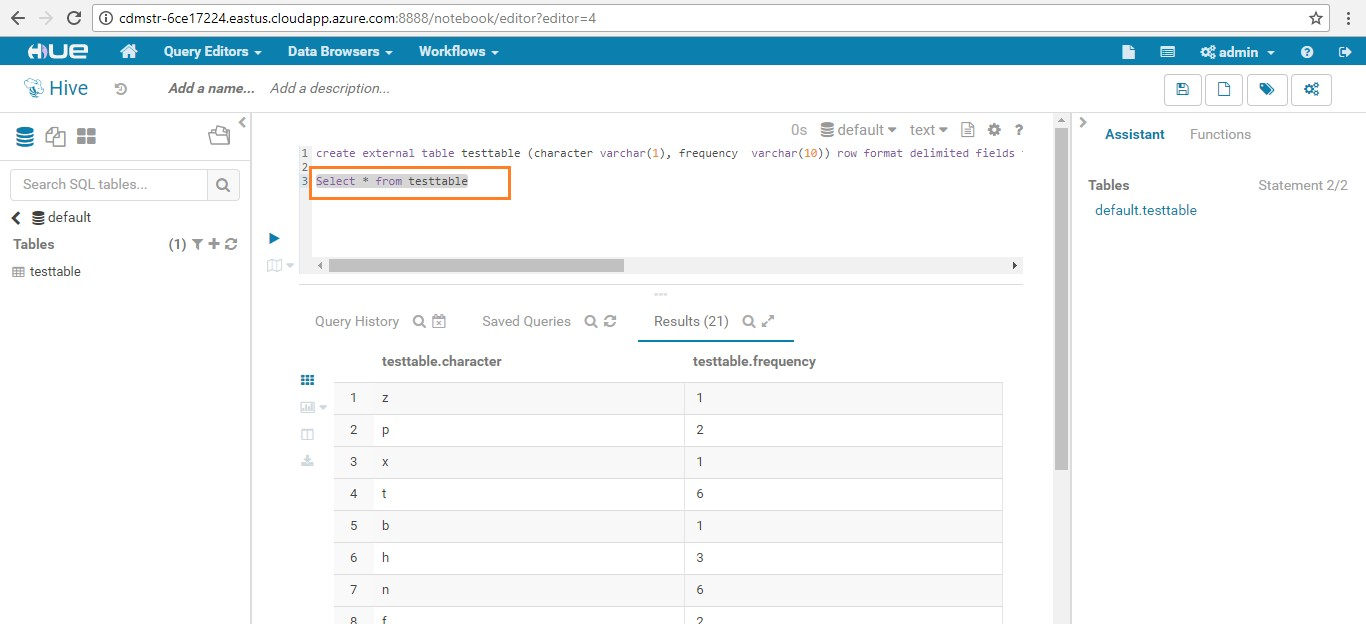 cdmstr-6ce17224.eastus.cloudapp.azure.com:8888/notebook/editor?editor=4
HUE Query Editors Data Browsers Workflows admin
Hive Add a name... Add a description...
0s default text ?
Assistant Functions
1 create external table testtable (character varchar(1), frequency varchar(10)) row format delimited fields
2
3 Select * from testtable
Search SQL tables...
default
Tables (1)
testtable
Tables Statement 2/2
default.testtable
Query History Saved Queries Results (21)
testtable.character testtable.frequency
1 z 1
2 p 2
3 x 1
4 t 6
5 b 1
6 h 3
7 n 6
8 f 2